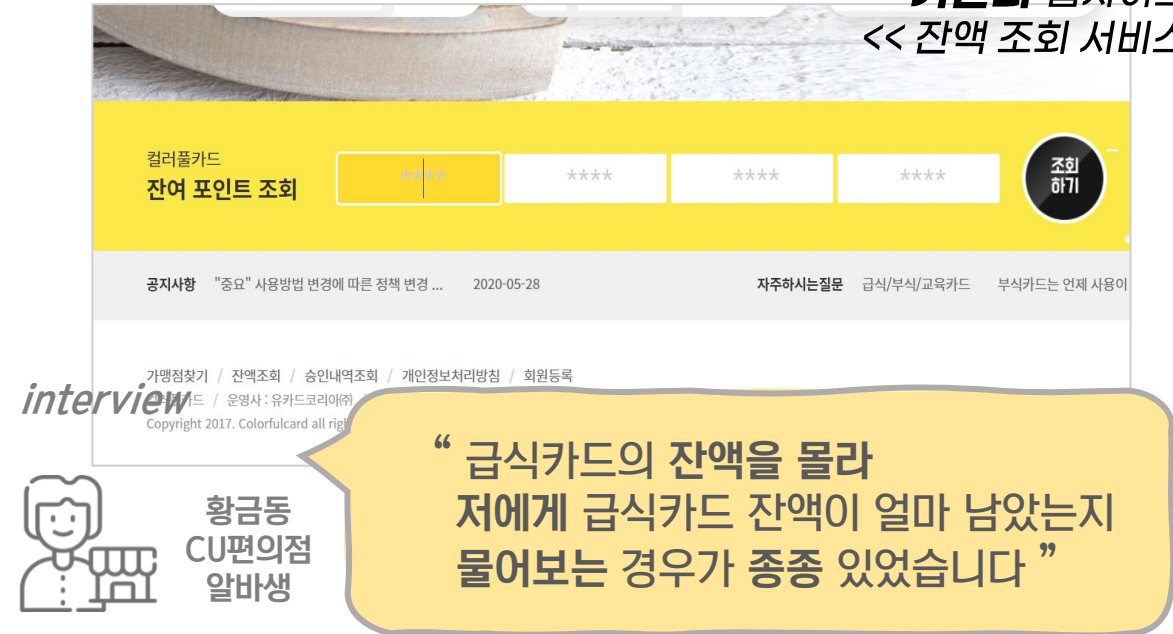 << 잔액 조회 서비스
컬러풀카드
잔여 포인트 조회
**** **** **** ****
조회
하기
공지사항 "중요" 사용방법 변경에 따른 정책 변경 ... 2020-05-28 자주하시는질문 급식/부식/교육카드 부식카드는 언제 사용이
가맹점찾기 / 잔액조회 / 승인내역조회 / 개인정보처리방침 / 회원등록
/ 운영사 : 유카드코리아㈜
Copyright 2017. Colorfulcard all
interview
황금동
CU편의점
알바생
“ 급식카드의 잔액을 몰라
저에게 급식카드 잔액이 얼마 남았는지
물어보는 경우가 종종 있었습니다 ”